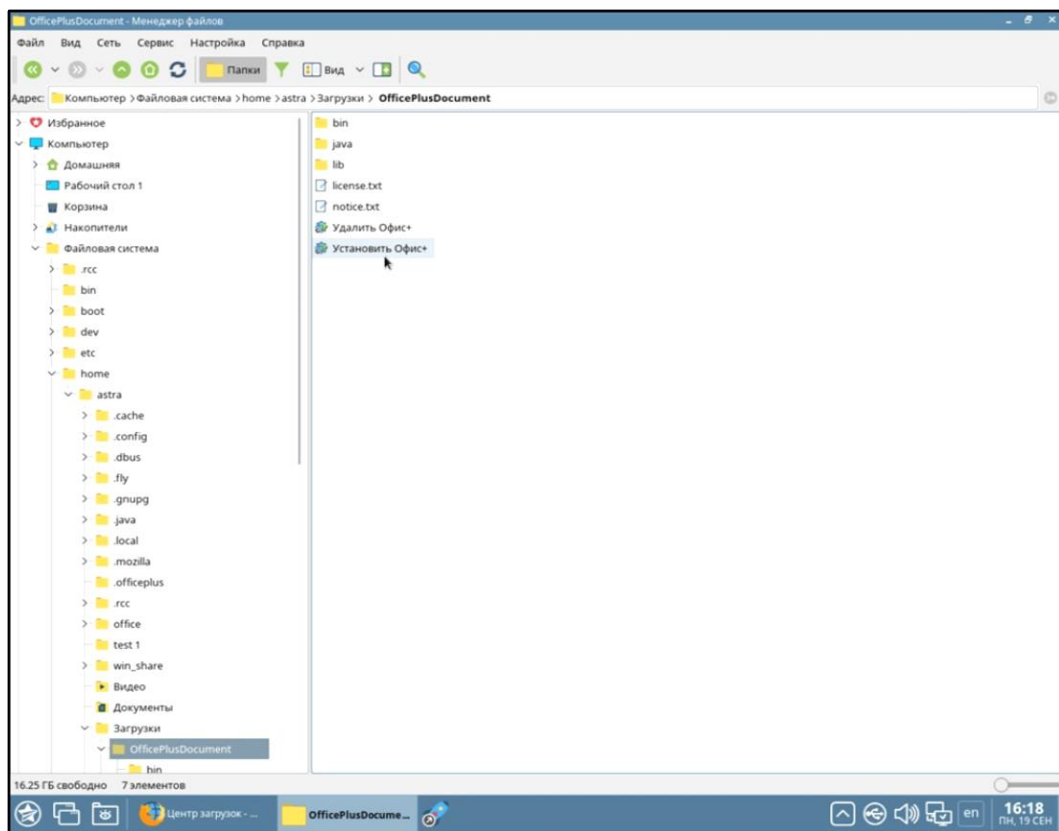 OfficePlusDocument - Менеджер файлов
Файл Вид Сеть Сервис Настройка Справка
Папки Вид
Адрес: Компьютер > Файловая система > home > astra > Загрузки > OfficePlusDocument
Избранное
Компьютер
Домашняя
Рабочий стол 1
Корзина
Накопители
Файловая система
.rcc
bin
boot
dev
etc
home
astra
.cache
.config
.dbus
.fly
.gnupg
.java
.local
.mozilla
.officeplus
.rcc
office
test 1
win_share
Видео
Документы
Загрузки
OfficePlusDocument
bin
bin
java
lib
license.txt
notice.txt
Удалить Офис+
Установить Офис+
16.25 ГБ свободно 7 элементов
Центр загрузок - ...
OfficePlusDocume...
en
16:18
ПН, 19 СЕН